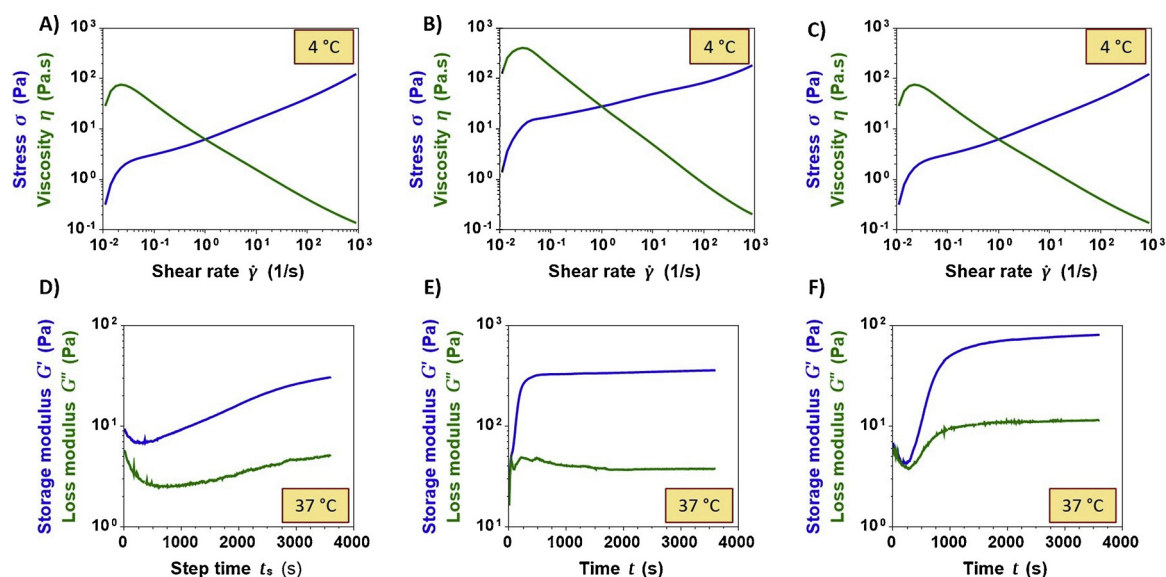 A)
10³
10²
10¹
10⁰
10⁻¹
Stress σ (Pa)
Viscosity η (Pa.s)
4 °C
10⁻² 10⁻¹ 10⁰ 10¹ 10² 10³
Shear rate γ̇ (1/s)
B)
10³
10²
10¹
10⁰
10⁻¹
Stress σ (Pa)
Viscosity η (Pa.s)
4 °C
10⁻² 10⁻¹ 10⁰ 10¹ 10² 10³
Shear rate γ̇ (1/s)
C)
10³
10²
10¹
10⁰
10⁻¹
Stress σ (Pa)
Viscosity η (Pa.s)
4 °C
10⁻² 10⁻¹ 10⁰ 10¹ 10² 10³
Shear rate γ̇ (1/s)
D)
10²
10¹
10⁰
Storage modulus G' (Pa)
Loss modulus G" (Pa)
37 °C
0 1000 2000 3000 4000
Step time tₛ (s)
E)
10³
10²
10¹
Storage modulus G' (Pa)
Loss modulus G" (Pa)
37 °C
0 1000 2000 3000 4000
Time t (s)
F)
10²
10¹
10⁰
Storage modulus G' (Pa)
Loss modulus G" (Pa)
37 °C
0 1000 2000 3000 4000
Time t (s)